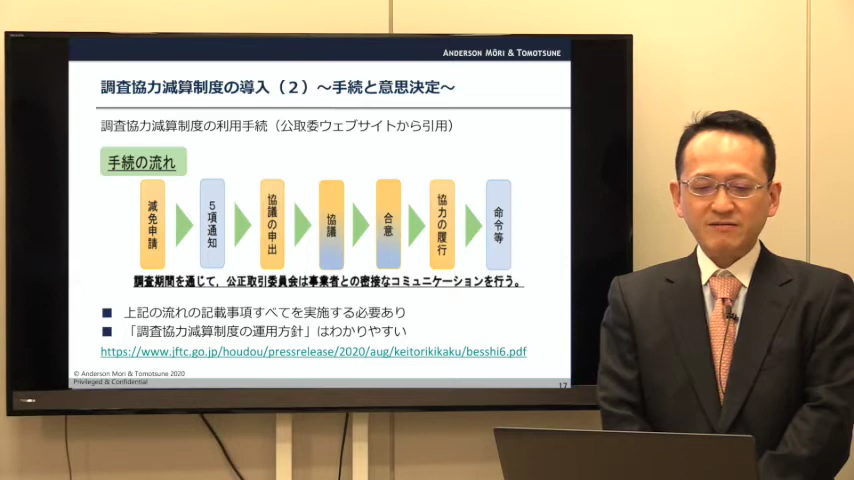 ANDERSON MŌRI & TOMOTSUNE
調査協力減算制度の導入（２）～手続と意思決定～
調査協力減算制度の利用手続（公取委ウェブサイトから引用）
手続の流れ
減免申請
５項通知
協議の申出
協議
合意
協力の履行
命令等
調査期間を通じて，公正取引委員会は事業者との密接なコミュニケーションを行う。
■ 上記の流れの記載事項すべてを実施する必要あり
■ 「調査協力減算制度の運用方針」はわかりやすい
https://www.jftc.go.jp/houdou/pressrelease/2020/aug/keitorikikaku/besshi6.pdf
© Anderson Mori & Tomotsune 2020
Privileged & Confidential
17